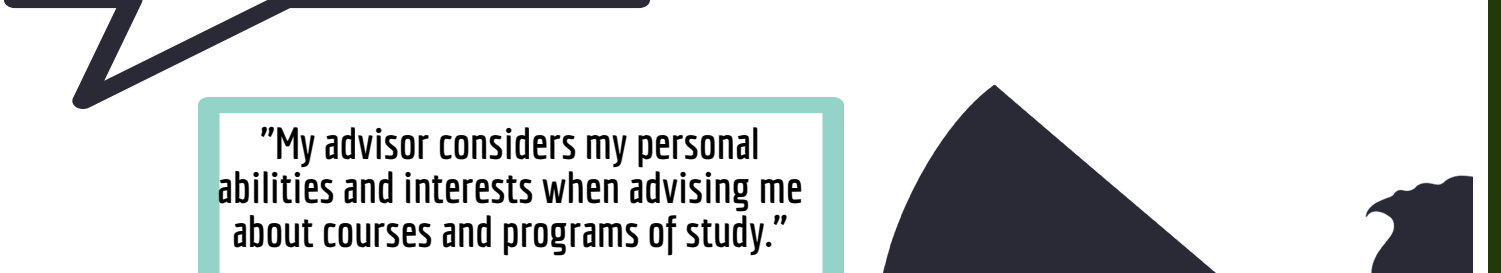 "My advisor considers my personal
abilities and interests when advising me
about courses and programs of study."